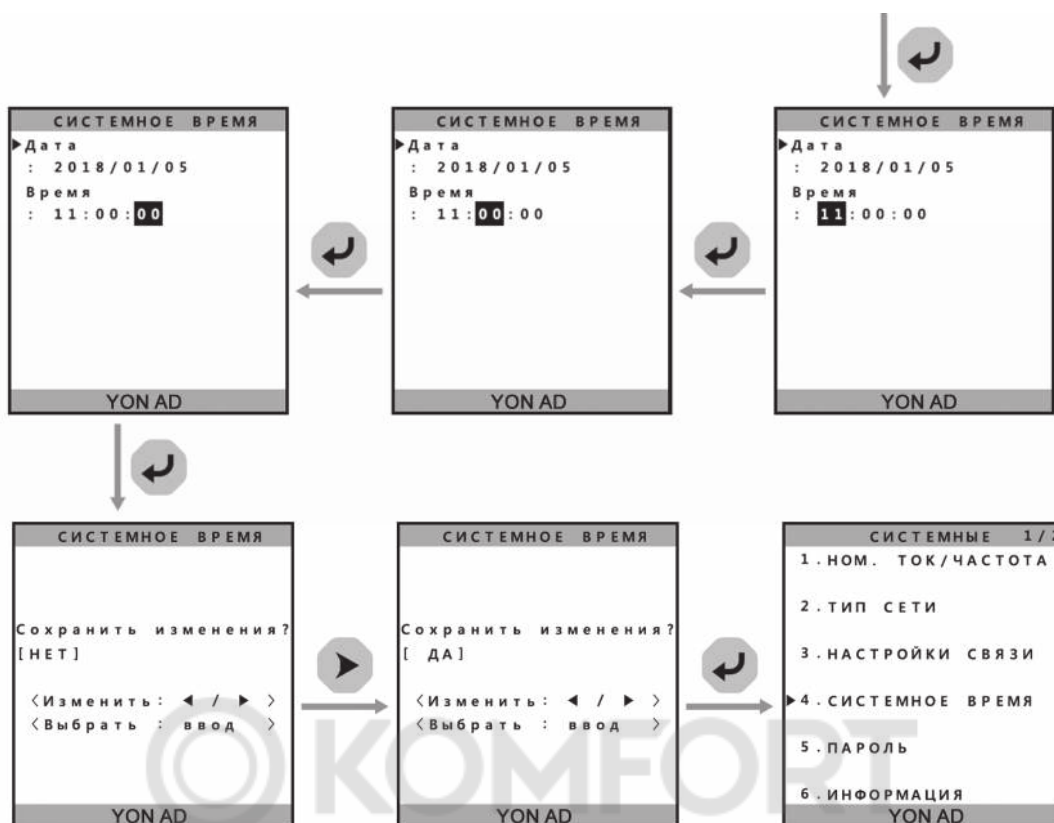 СИСТЕМНОЕ ВРЕМЯ
▶Дата
: 2018/01/05
Время
: 11:00:00
YON AD
СИСТЕМНОЕ ВРЕМЯ
▶Дата
: 2018/01/05
Время
: 11:00:00
YON AD
СИСТЕМНОЕ ВРЕМЯ
▶Дата
: 2018/01/05
Время
: 11:00:00
YON AD
СИСТЕМНОЕ ВРЕМЯ
Сохранить изменения?
[НЕТ]
〈Изменить: ◀ / ▶ 〉
〈Выбрать : ввод 〉
YON AD
СИСТЕМНОЕ ВРЕМЯ
Сохранить изменения?
[ ДА]
〈Изменить: ◀ / ▶ 〉
〈Выбрать : ввод 〉
YON AD
СИСТЕМНЫЕ 1/
1.НОМ. ТОК/ЧАСТОТА
2.ТИП СЕТИ
3.НАСТРОЙКИ СВЯЗИ
▶4.СИСТЕМНОЕ ВРЕМЯ
5.ПАРОЛЬ
6.ИНФОРМАЦИЯ
YON AD
KOMFORT